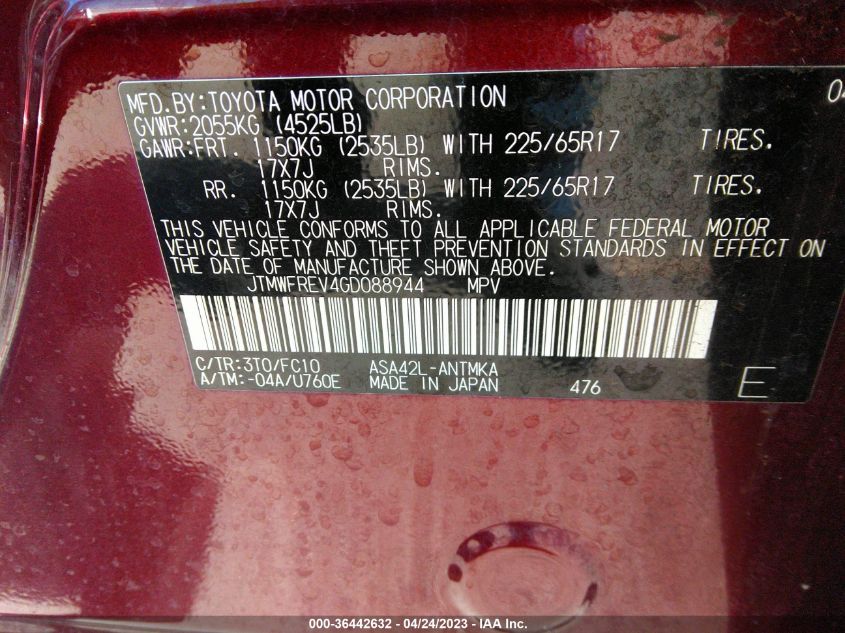 MFD.BY:TOYOTA MOTOR CORPORATION
GVWR:2055KG (4525LB)
GAWR:FRT. 1150KG (2535LB) WITH 225/65R17 TIRES.
17X7J RIMS.
RR. 1150KG (2535LB) WITH 225/65R17 TIRES.
17X7J RIMS.
THIS VEHICLE CONFORMS TO ALL APPLICABLE FEDERAL MOTOR
VEHICLE SAFETY AND THEFT PREVENTION STANDARDS IN EFFECT ON
THE DATE OF MANUFACTURE SHOWN ABOVE.
JTMWFREV4GD088944 MPV
C/TR:3T0/FC10 ASA42L-ANTMKA
A/TM:-04A/U760E MADE IN JAPAN 476 E
000-36442632 - 04/24/2023 - IAA Inc.